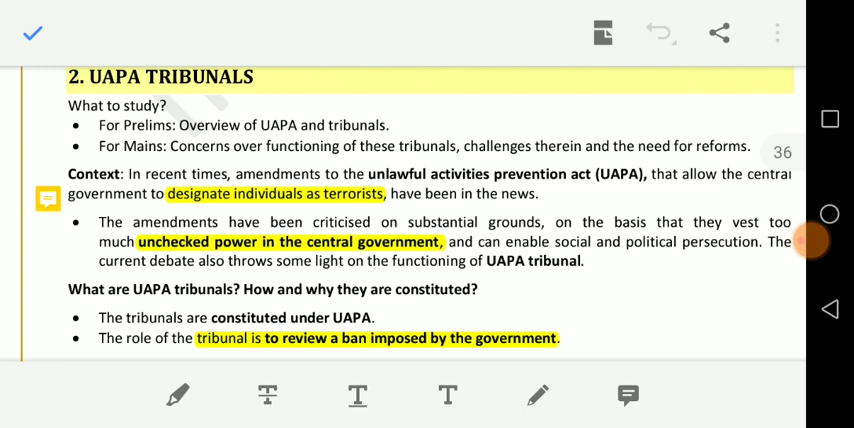 2. UAPA TRIBUNALS
What to study?
• For Prelims: Overview of UAPA and tribunals.
• For Mains: Concerns over functioning of these tribunals, challenges therein and the need for reforms.
36
Context: In recent times, amendments to the unlawful activities prevention act (UAPA), that allow the central
government to designate individuals as terrorists, have been in the news.
• The amendments have been criticised on substantial grounds, on the basis that they vest too
much unchecked power in the central government, and can enable social and political persecution. The
current debate also throws some light on the functioning of UAPA tribunal.
What are UAPA tribunals? How and why they are constituted?
• The tribunals are constituted under UAPA.
• The role of the tribunal is to review a ban imposed by the government.
T T T